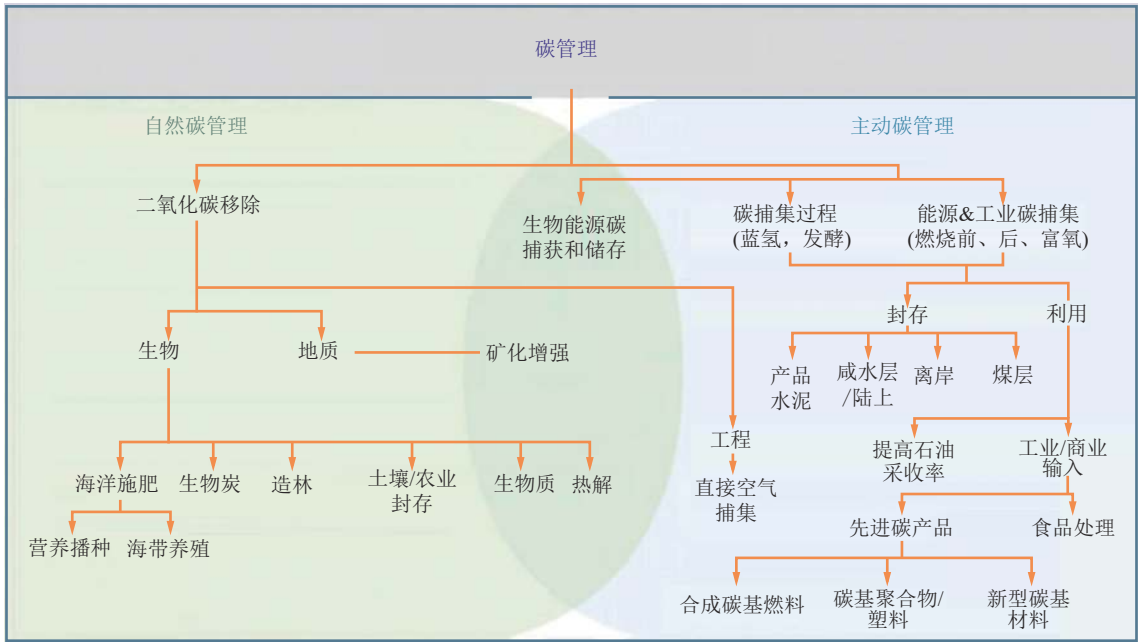 碳管理
自然碳管理
主动碳管理
二氧化碳移除
生物能源碳
捕获和储存
碳捕集过程
(蓝氢，发酵)
能源&工业碳捕集
(燃烧前、后、富氧)
封存
利用
生物
地质
矿化增强
产品
水泥
咸水层
/陆上
离岸
煤层
工程
提高石油
采收率
工业/商业
输入
海洋施肥
生物炭
造林
土壤/农业
封存
生物质
热解
直接空气
捕集
先进碳产品
食品处理
营养播种
海带养殖
合成碳基燃料
碳基聚合物/
塑料
新型碳基
材料